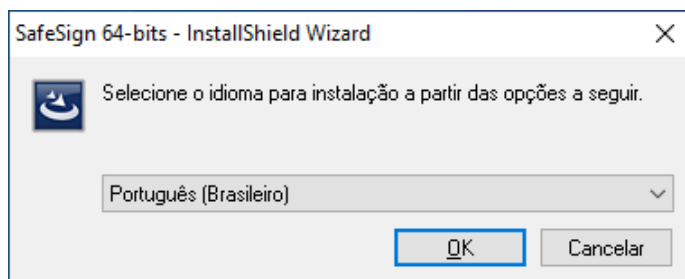 SafeSign 64-bits - InstallShield Wizard
Selecione o idioma para instalação a partir das opções a seguir.
Português (Brasileiro)
OK
Cancelar